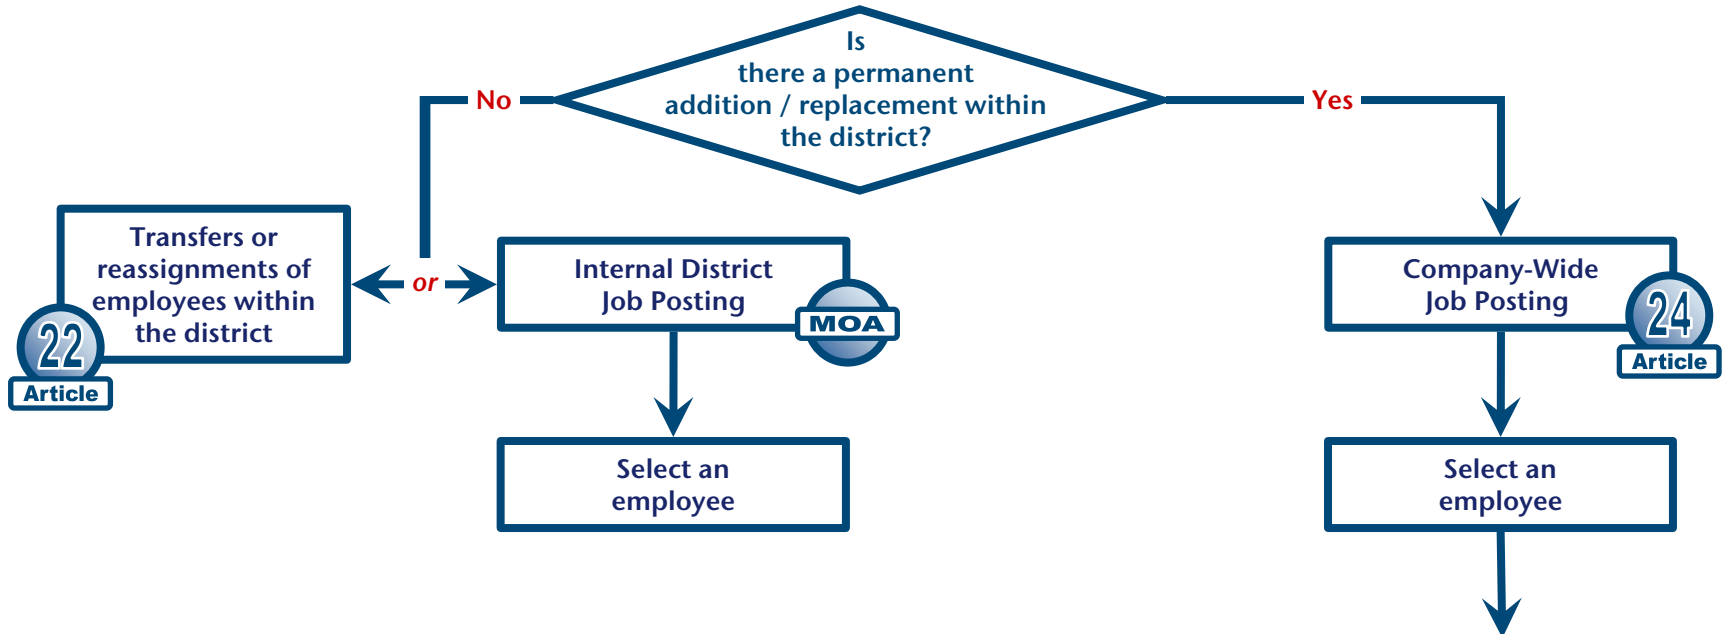 Is
there a permanent
addition / replacement within
the district?
No
Yes
Transfers or
reassignments of
employees within
the district
22
Article
or
Internal District
Job Posting
MOA
Company-Wide
Job Posting
24
Article
Select an
employee
Select an
employee